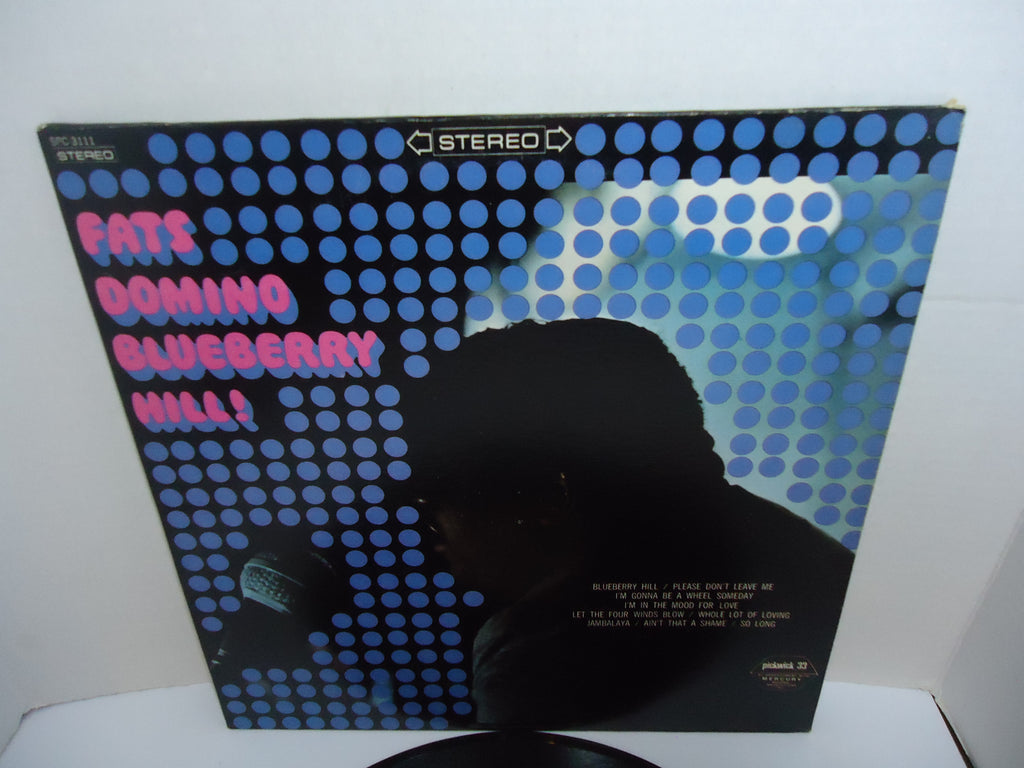 SPC 3111
STEREO
STEREO
FATS
DOMINO
BLUEBERRY
HILL!
BLUEBERRY HILL / PLEASE DON'T LEAVE ME
I'M GONNA BE A WHEEL SOMEDAY
I'M IN THE MOOD FOR LOVE
LET THE FOUR WINDS BLOW / WHOLE LOT OF LOVING
JAMBALAYA / AIN'T THAT A SHAME / SO LONG
pickwick 33
MERCURY